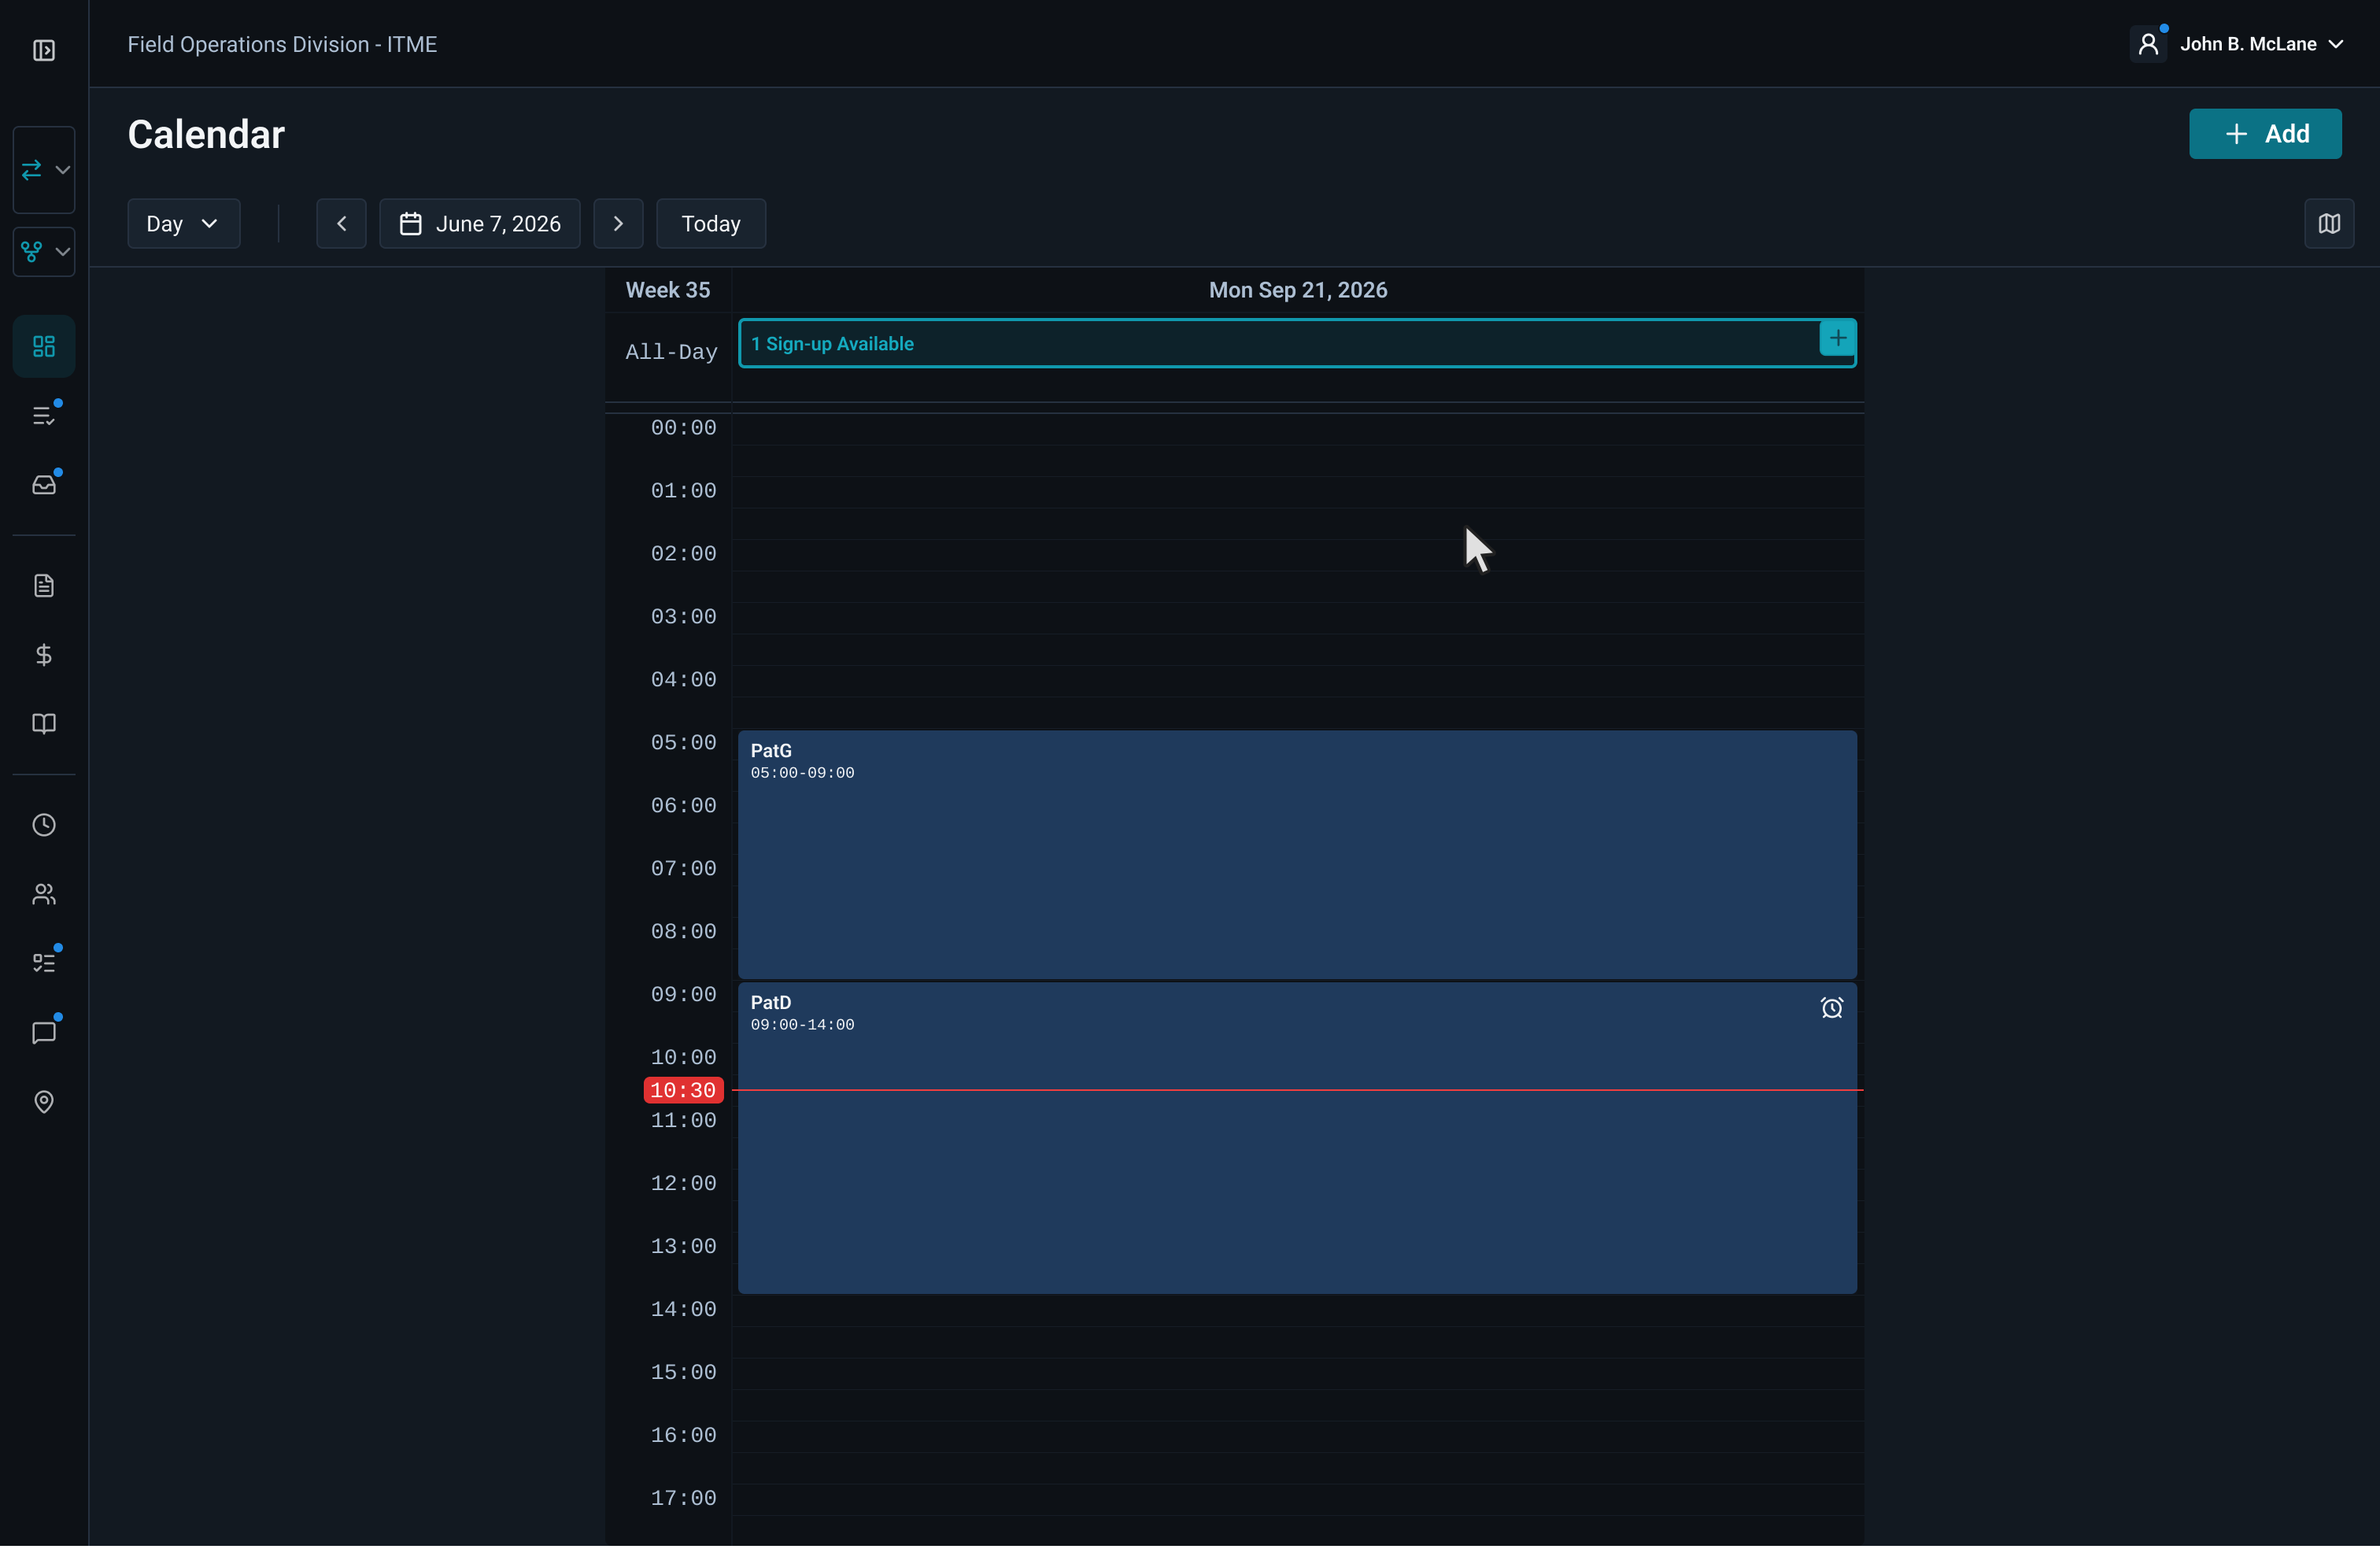 Field Operations Division - ITME
John B. McLane
Calendar
Add
Day
June 7, 2026
Today
Week 35
Mon Sep 21, 2026
All-Day
1 Sign-up Available
00:00
01:00
02:00
03:00
04:00
05:00
PatG
05:00-09:00
06:00
07:00
08:00
09:00
PatD
09:00-14:00
10:00
10:30
11:00
12:00
13:00
14:00
15:00
16:00
17:00